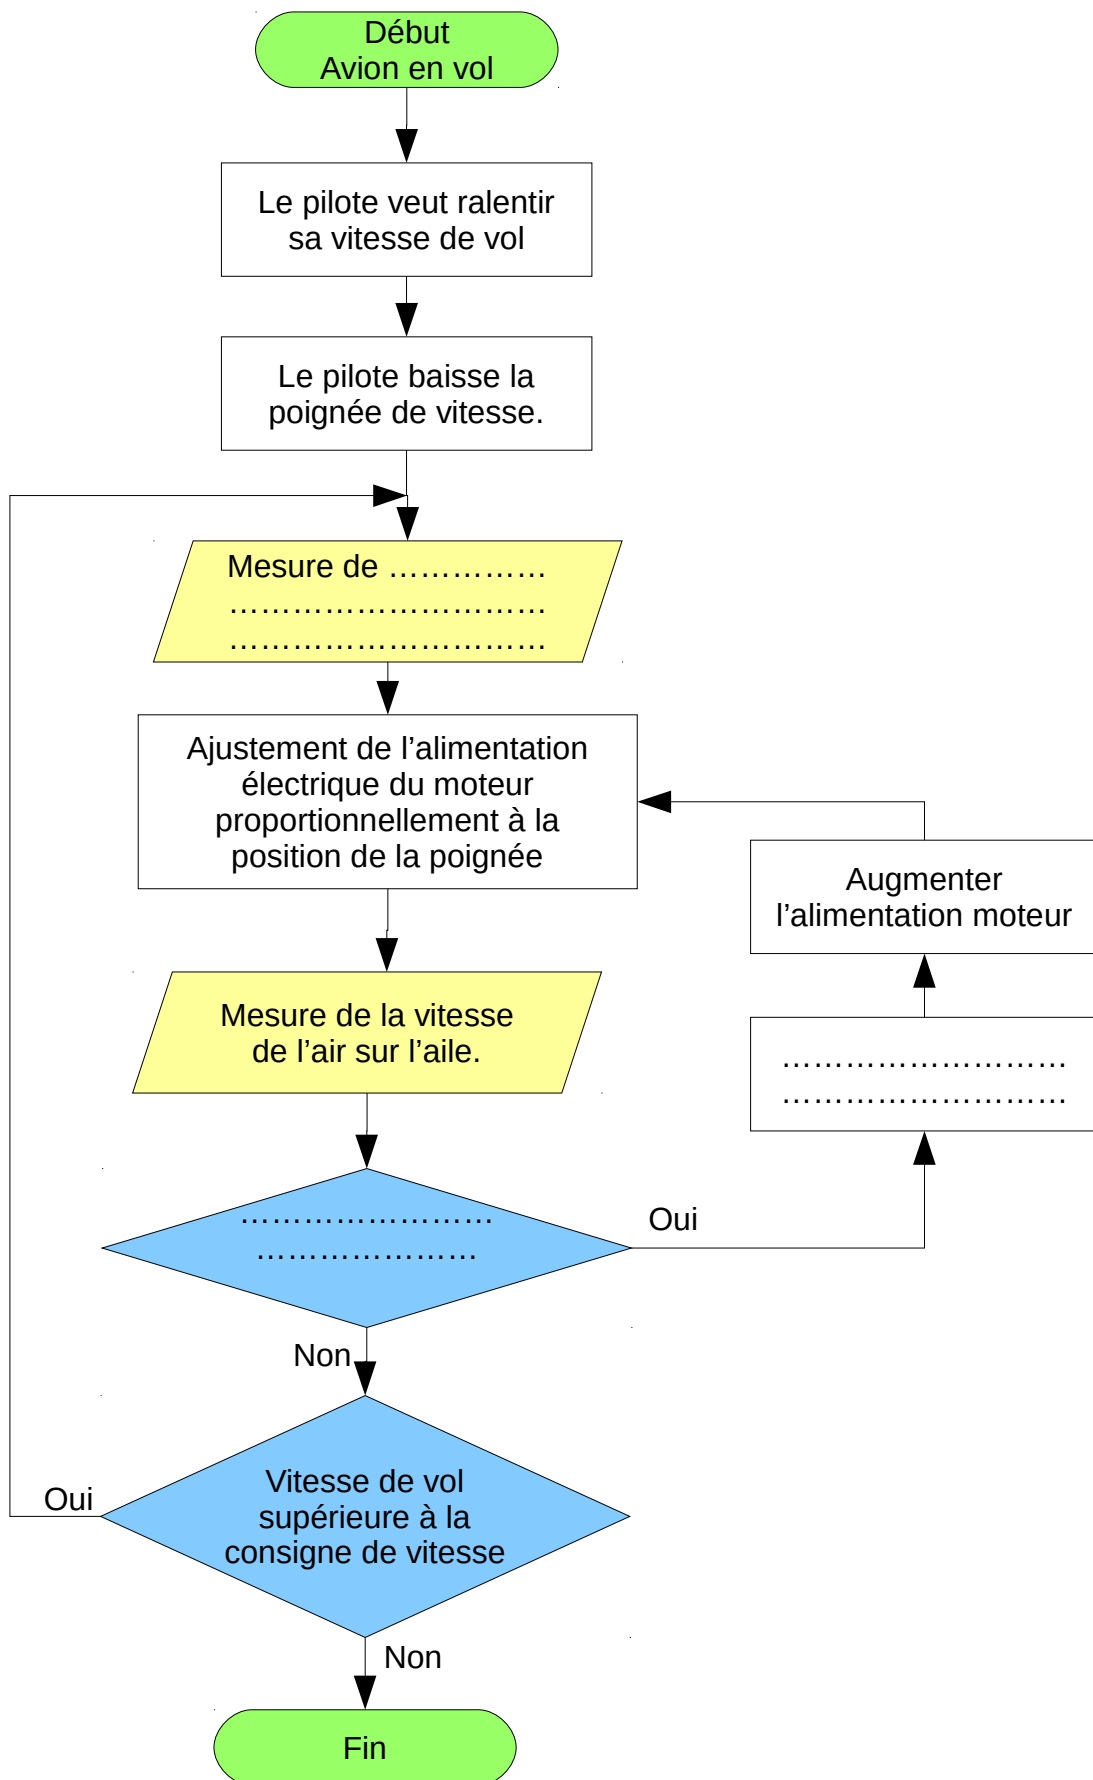 Début
Avion en vol
Le pilote veut ralentir
sa vitesse de vol
Le pilote baisse la
poignée de vitesse.
Mesure de ……………
…………………………
…………………………
Ajustement de l’alimentation
électrique du moteur
proportionnellement à la
position de la poignée
Augmenter
l’alimentation moteur
Mesure de la vitesse
de l’air sur l’aile.
………………………
………………………
……………………
…………………
Oui
Non
Vitesse de vol
supérieure à la
consigne de vitesse
Oui
Non
Fin